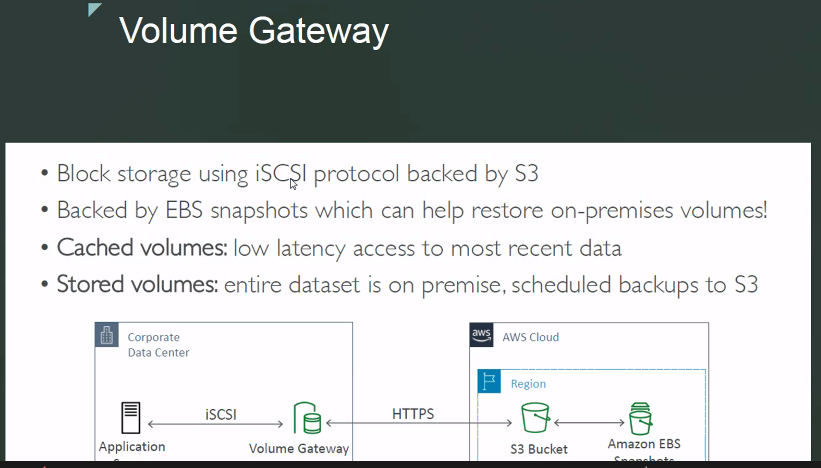 Volume Gateway
• Block storage using iSCSI protocol backed by S3
• Backed by EBS snapshots which can help restore on-premises volumes!
• Cached volumes: low latency access to most recent data
• Stored volumes: entire dataset is on premise, scheduled backups to S3
Corporate
Data Center
aws
AWS Cloud
Region
iSCSI
HTTPS
Application
Volume Gateway
S3 Bucket
Amazon EBS
Snapshots